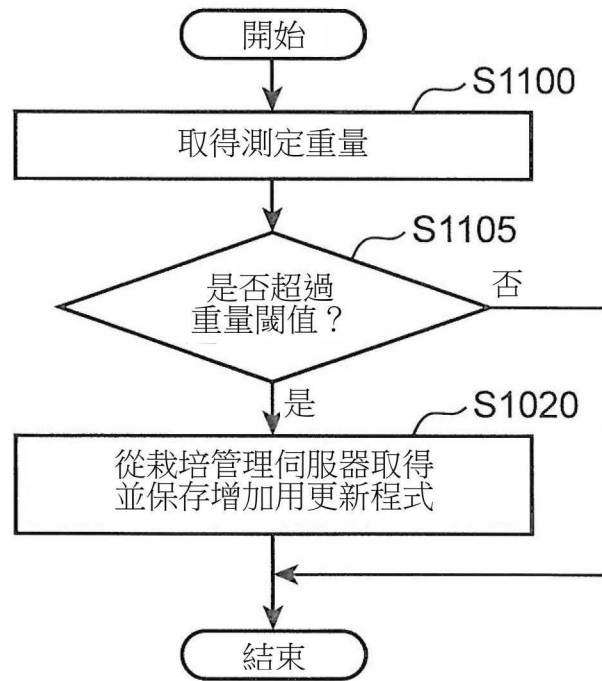 開始
S1100
取得測定重量
S1105
是否超過
重量閾值？
否
是
S1020
從栽培管理伺服器取得
並保存增加用更新程式
結束